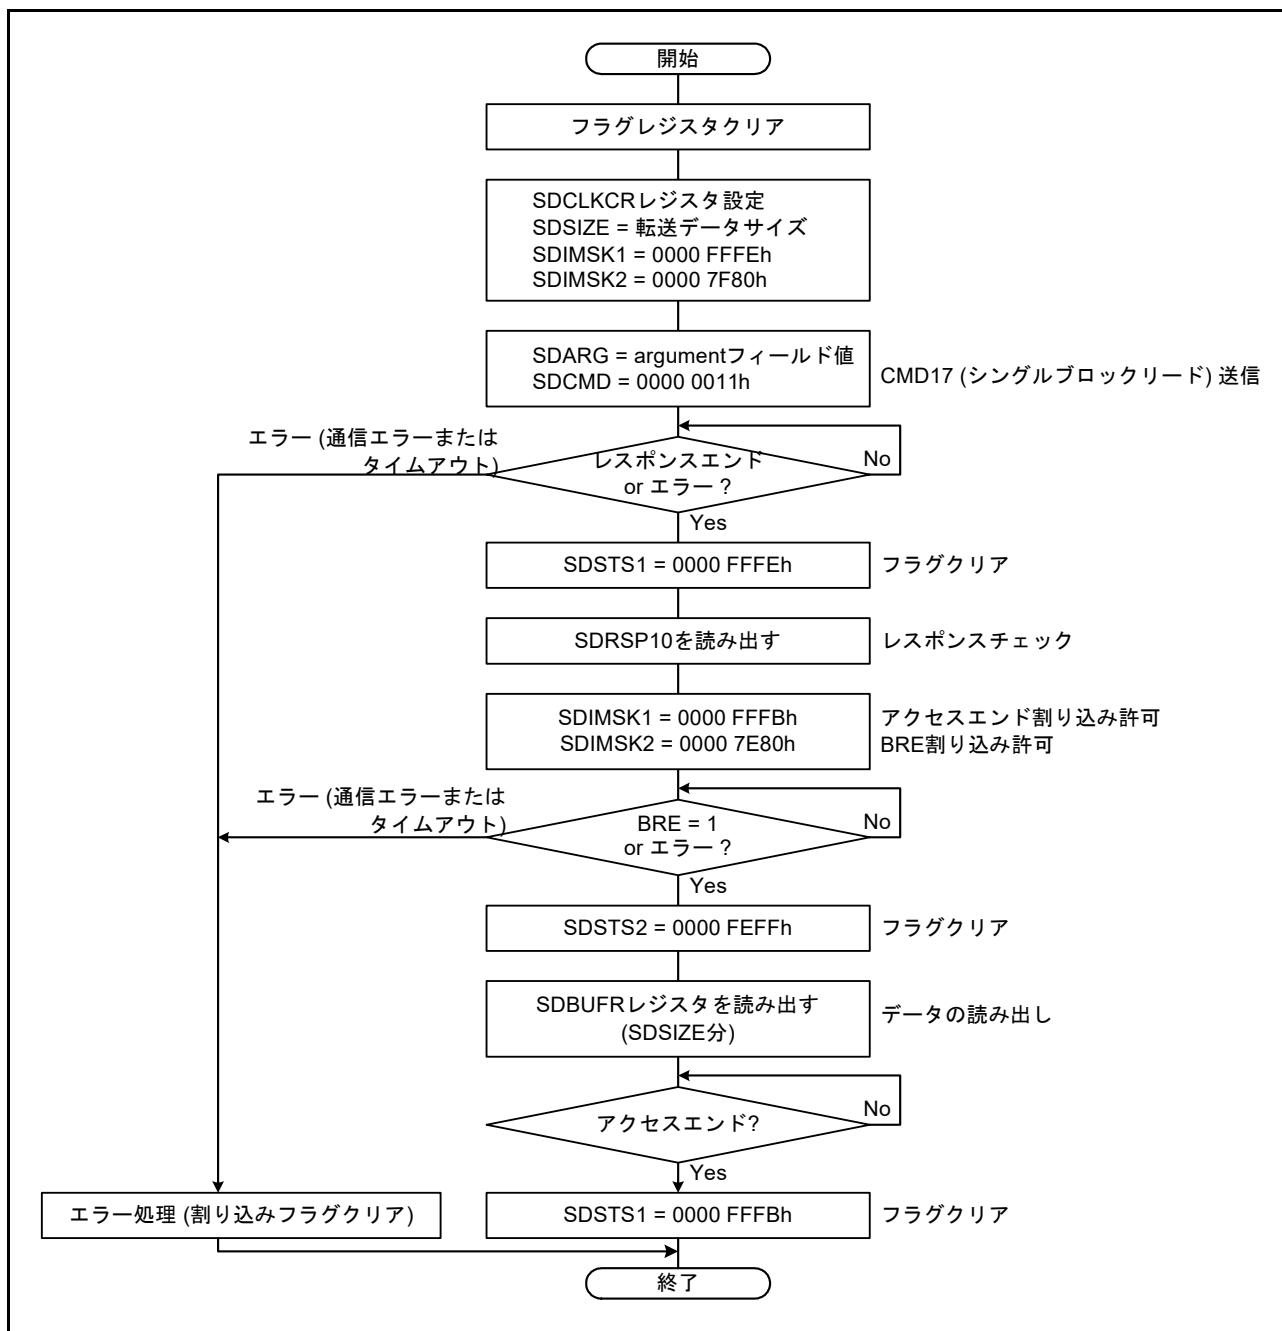 開始
フラグレジスタクリア
SDCLKCRレジスタ設定
SDSIZE = 転送データサイズ
SDIMSK1 = 0000 FFFEh
SDIMSK2 = 0000 7F80h
SDARG = argumentフィールド値
SDCMD = 0000 0011h
CMD17 (シングルブロックリード) 送信
エラー (通信エラーまたは
タイムアウト)
レスポンスエンド
or エラー ?
No
Yes
SDSTS1 = 0000 FFFEh
フラグクリア
SDRSP10を読み出す
レスポンスチェック
SDIMSK1 = 0000 FFFBh
SDIMSK2 = 0000 7E80h
アクセスエンド割り込み許可
BRE割り込み許可
エラー (通信エラーまたは
タイムアウト)
BRE = 1
or エラー ?
No
Yes
SDSTS2 = 0000 FEFFh
フラグクリア
SDBUFRレジスタを読み出す
(SDSIZE分)
データの読み出し
アクセスエンド?
No
Yes
エラー処理 (割り込みフラグクリア)
SDSTS1 = 0000 FFFBh
フラグクリア
終了